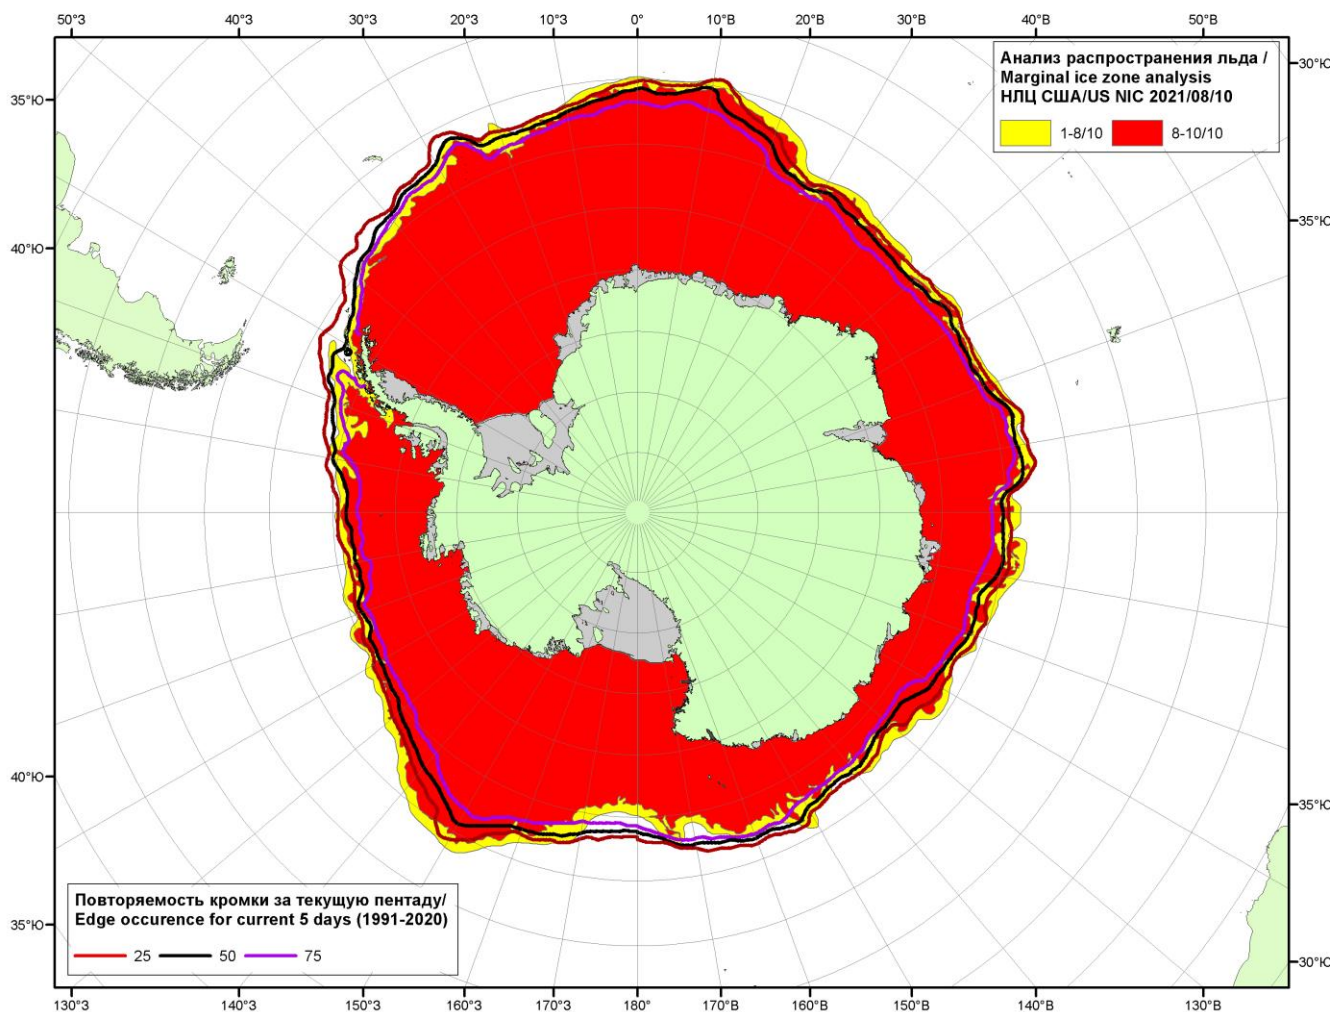 50°З 40°З 30°З 20°З 10°З 0° 10°В 20°В 30°В 40°В 50°В
Анализ распространения льда /
Marginal ice zone analysis
НЛЦ США/US NIC 2021/08/10
1-8/10 8-10/10
30°Ю
35°Ю
35°Ю
40°Ю
40°Ю
35°Ю
Повторяемость кромки за текущую пентаду/
Edge occurence for current 5 days (1991-2020)
25 50 75
35°Ю
30°Ю
130°З 140°З 150°З 160°З 170°З 180° 170°В 160°В 150°В 140°В 130°В